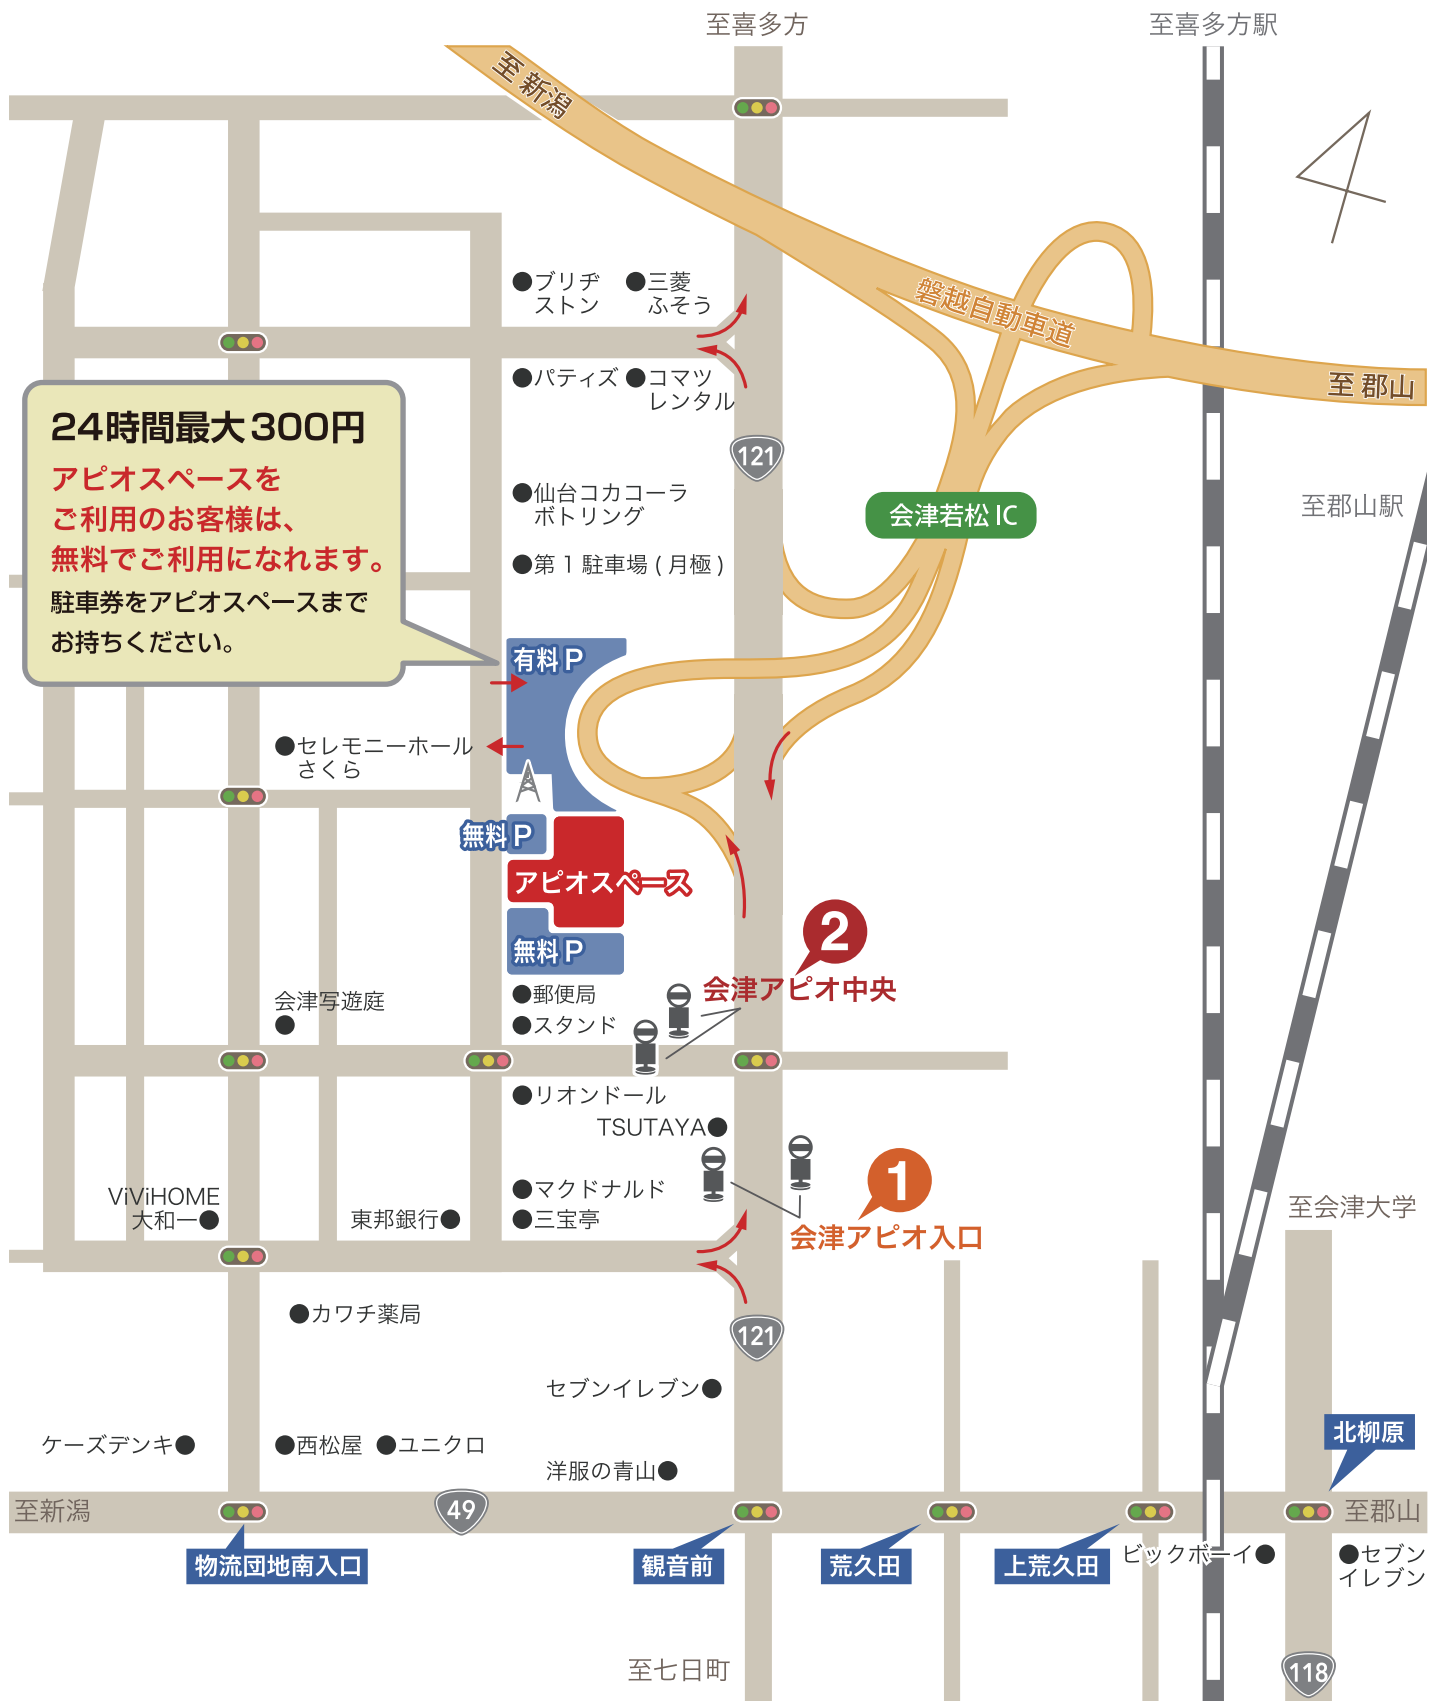 至喜多方
至喜多方駅
至 新潟
ブリヂ
ストン
三菱
ふそう
磐越自動車道
至 郡山
パティズ
コマツ
レンタル
24時間最大300円
アピオスペースを
ご利用のお客様は、
無料でご利用になれます。
駐車券をアピオスペースまで
お持ちください。
121
仙台コカコーラ
ボトリング
会津若松 IC
至郡山駅
第 1 駐車場 ( 月極 )
有料 P
セレモニーホール
さくら
無料 P
アピオスペース
無料 P
2
会津アピオ中央
郵便局
会津写遊庭
スタンド
リオンドール
TSUTAYA
マクドナルド
1
ViViHOME
大和一
東邦銀行
三宝亭
会津アピオ入口
至会津大学
カワチ薬局
121
セブンイレブン
ケーズデンキ
西松屋
ユニクロ
北柳原
洋服の青山
至新潟
49
至郡山
物流団地南入口
観音前
荒久田
上荒久田
ビックボーイ
セブン
イレブン
至七日町
118